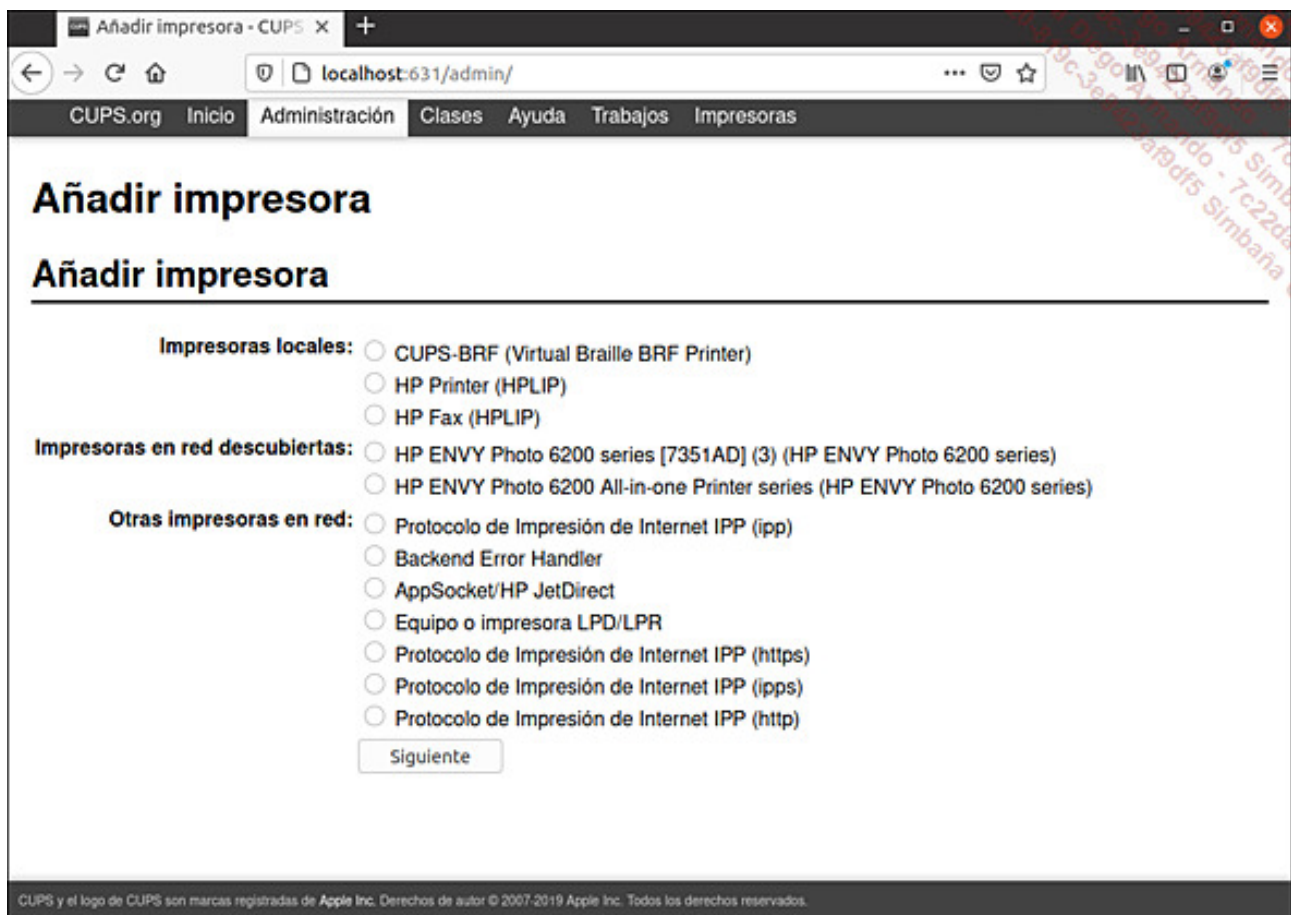 Añadir impresora - CUPS
localhost:631/admin/
CUPS.org Inicio Administración Clases Ayuda Trabajos Impresoras
Añadir impresora
Añadir impresora
Impresoras locales: CUPS-BRF (Virtual Braille BRF Printer)
HP Printer (HPLIP)
HP Fax (HPLIP)
Impresoras en red descubiertas: HP ENVY Photo 6200 series [7351AD] (3) (HP ENVY Photo 6200 series)
HP ENVY Photo 6200 All-in-one Printer series (HP ENVY Photo 6200 series)
Otras impresoras en red: Protocolo de Impresión de Internet IPP (ipp)
Backend Error Handler
AppSocket/HP JetDirect
Equipo o impresora LPD/LPR
Protocolo de Impresión de Internet IPP (https)
Protocolo de Impresión de Internet IPP (ipps)
Protocolo de Impresión de Internet IPP (http)
Siguiente
CUPS y el logo de CUPS son marcas registradas de Apple Inc. Derechos de autor © 2007-2019 Apple Inc. Todos los derechos reservados.